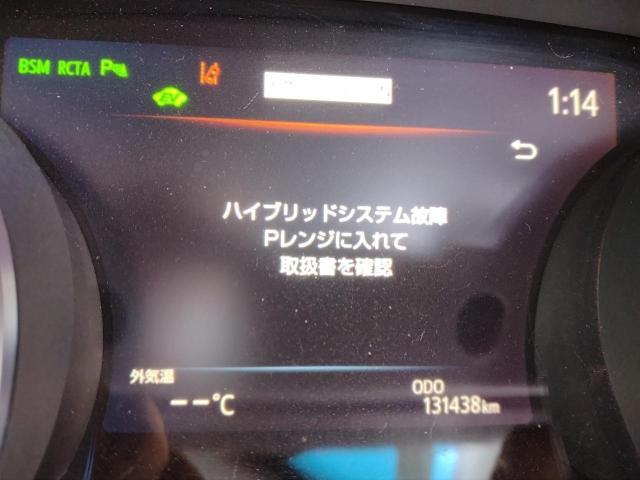 BSM RCTA P
EV
1:14
ハイブリッドシステム故障
Pレンジに入れて
取扱書を確認
外気温
--℃
ODO
131438km